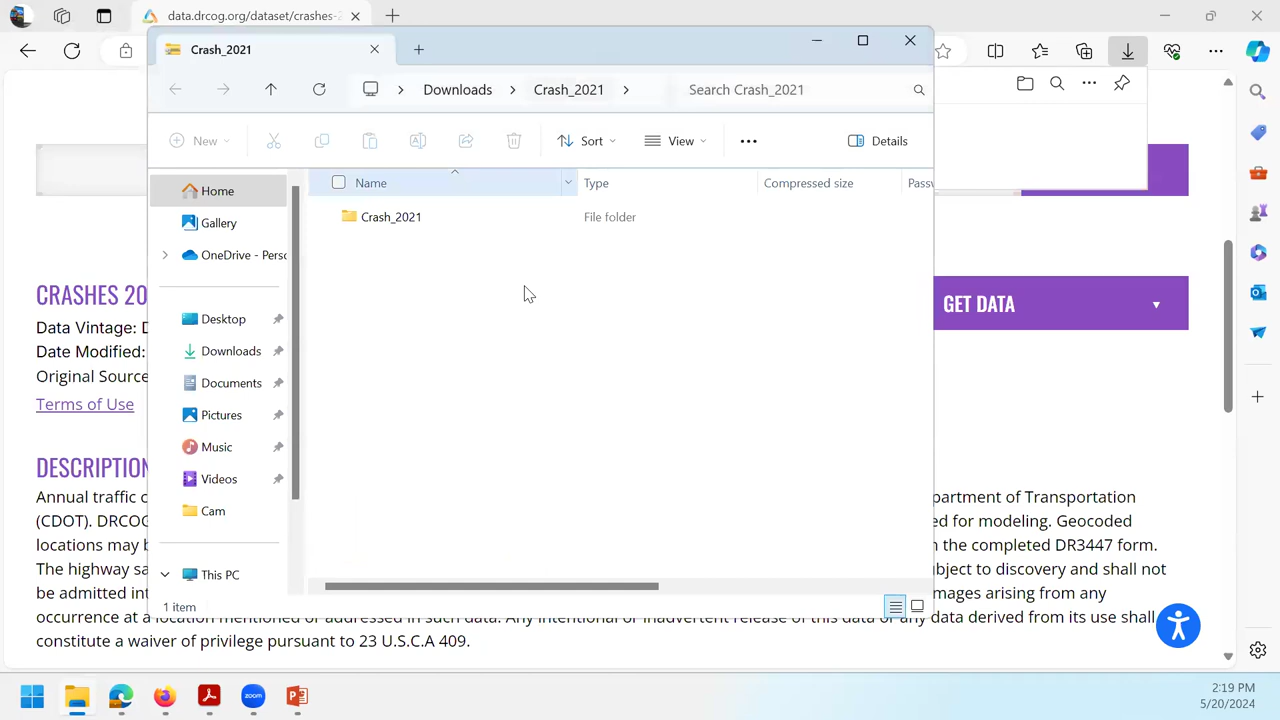 data.drcog.org/dataset/crashes-
Crash_2021
Downloads
Crash_2021
Search Crash_2021
New
Sort
View
Details
Home
Gallery
OneDrive - Perso
Desktop
Downloads
Documents
Pictures
Music
Videos
Cam
This PC
Name
Type
Compressed size
Passw
Crash_2021
File folder
1 item
CRASHES 20
Data Vintage: D
Date Modified:
Original Source
Terms of Use
GET DATA
DESCRIPTION
Annual traffic c partment of Transportation
(CDOT). DRCOG ed for modeling. Geocoded
locations may b n the completed DR3447 form.
The highway sa bject to discovery and shall not
be admitted int mages arising from any
occurrence at a location mentioned or addressed in such data. Any intentional or inadvertent release of this data or any data derived from its use shall
constitute a waiver of privilege pursuant to 23 U.S.C.A 409.
zoom
2:19 PM
5/20/2024